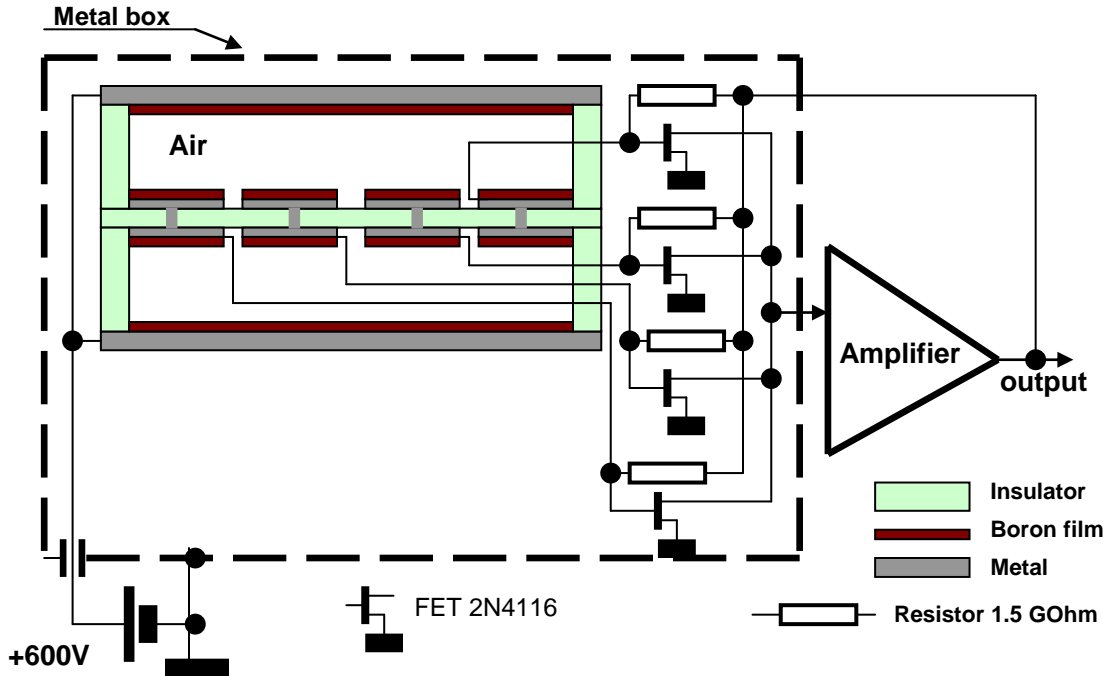 Metal box
Air
Amplifier
output
Insulator
Boron film
Metal
FET 2N4116
Resistor 1.5 GOhm
+600V